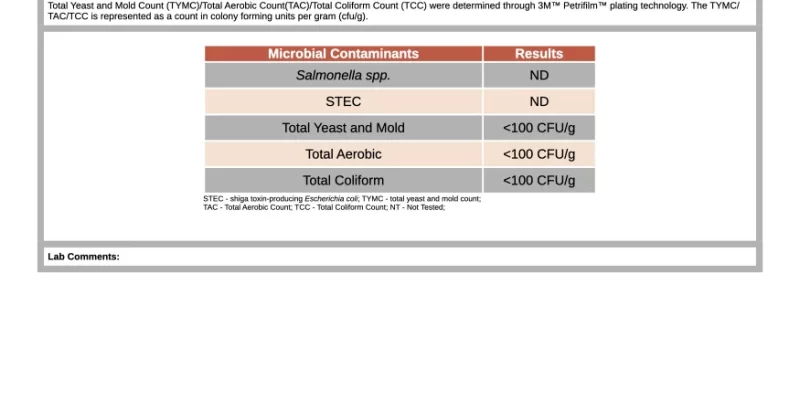 Total Yeast and Mold Count (TYMC)/Total Aerobic Count(TAC)/Total Coliform Count (TCC) were determined through 3M™ Petrifilm™ plating technology. The TYMC/
TAC/TCC is represented as a count in colony forming units per gram (cfu/g).
Microbial Contaminants Results
Salmonella spp. ND
STEC ND
Total Yeast and Mold <100 CFU/g
Total Aerobic <100 CFU/g
Total Coliform <100 CFU/g
STEC - shiga toxin-producing Escherichia coli; TYMC - total yeast and mold count;
TAC - Total Aerobic Count; TCC - Total Coliform Count; NT - Not Tested;
Lab Comments: